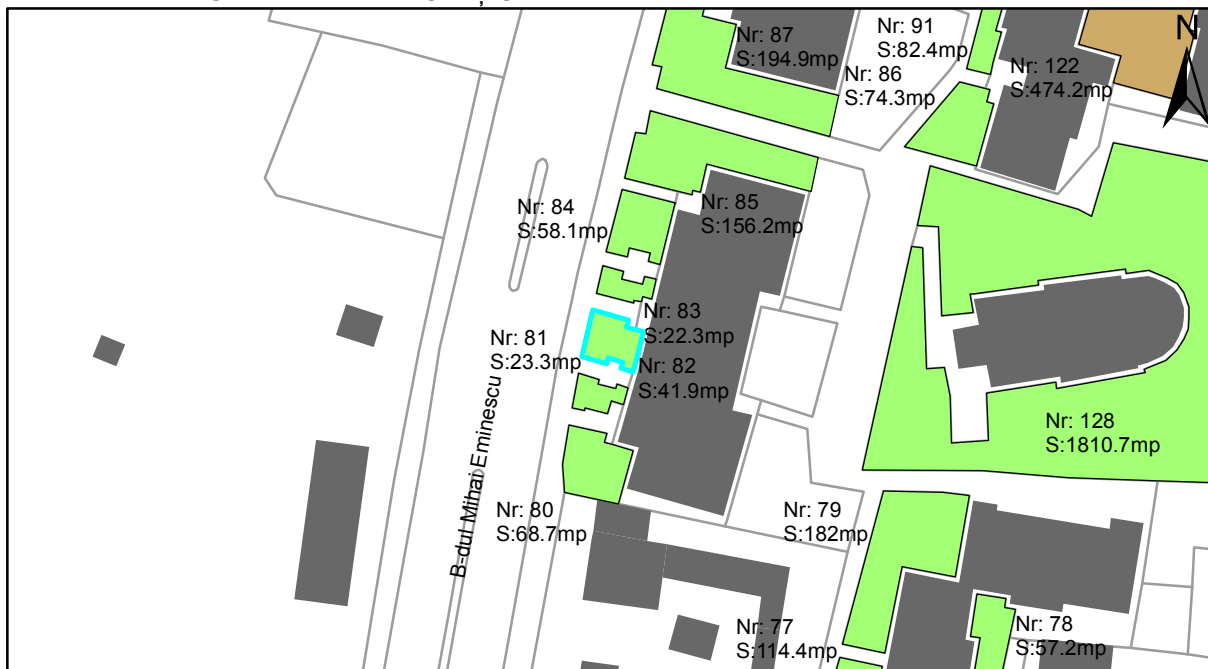 Nr: 87
S:194.9mp
Nr: 91
S:82.4mp
N
Nr: 86
S:74.3mp
Nr: 122
S:474.2mp
Nr: 84
S:58.1mp
Nr: 85
S:156.2mp
Nr: 83
S:22.3mp
Nr: 81
S:23.3mp
Nr: 82
S:41.9mp
B-dul Mihai Eminescu
Nr: 128
S:1810.7mp
Nr: 80
S:68.7mp
Nr: 79
S:182mp
Nr: 77
S:114.4mp
Nr: 78
S:57.2mp